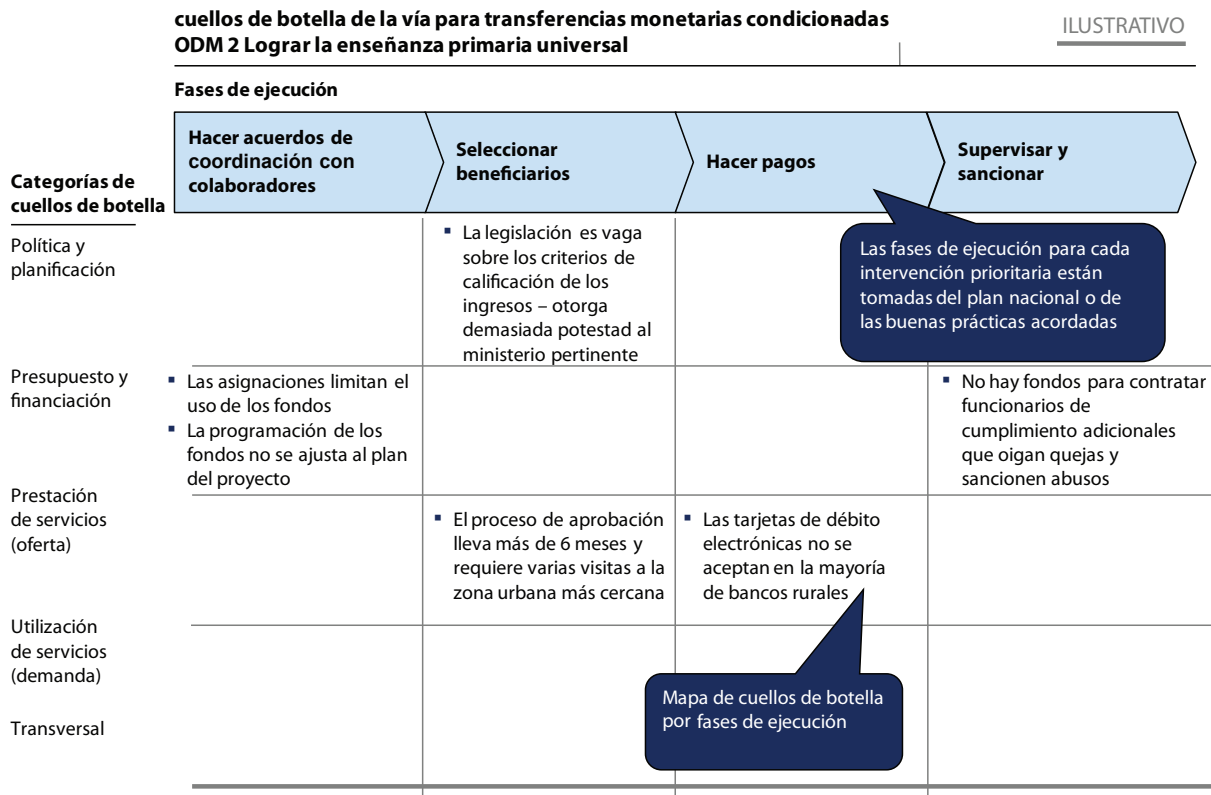 cuellos de botella de la vía para transferencias monetarias condicionadas
ODM 2 Lograr la enseñanza primaria universal
ILUSTRATIVO
Fases de ejecución
Categorías de
cuellos de botella
Hacer acuerdos de
coordinación con
colaboradores
Seleccionar
beneficiarios
Hacer pagos
Supervisar y
sancionar
Política y
planificación
▪ La legislación es vaga
sobre los criterios de
calificación de los
ingresos – otorga
demasiada potestad al
ministerio pertinente
Las fases de ejecución para cada
intervención prioritaria están
tomadas del plan nacional o de
las buenas prácticas acordadas
Presupuesto y
financiación
▪ Las asignaciones limitan el
uso de los fondos
▪ La programación de los
fondos no se ajusta al plan
del proyecto
▪ No hay fondos para contratar
funcionarios de
cumplimiento adicionales
que oigan quejas y
sancionen abusos
Prestación
de servicios
(oferta)
▪ El proceso de aprobación
lleva más de 6 meses y
requiere varias visitas a la
zona urbana más cercana
▪ Las tarjetas de débito
electrónicas no se
aceptan en la mayoría
de bancos rurales
Utilización
de servicios
(demanda)
Mapa de cuellos de botella
por fases de ejecución
Transversal